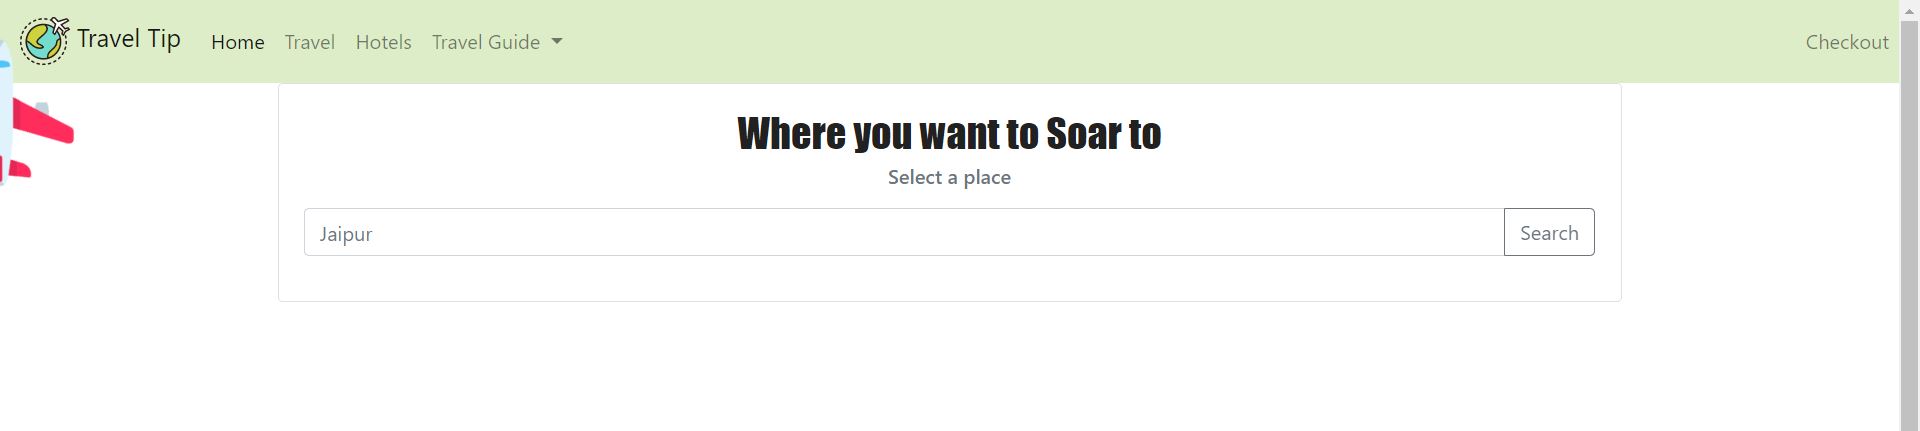 Travel Tip Home Travel Hotels Travel Guide Checkout
Where you want to Soar to
Select a place
Jaipur Search